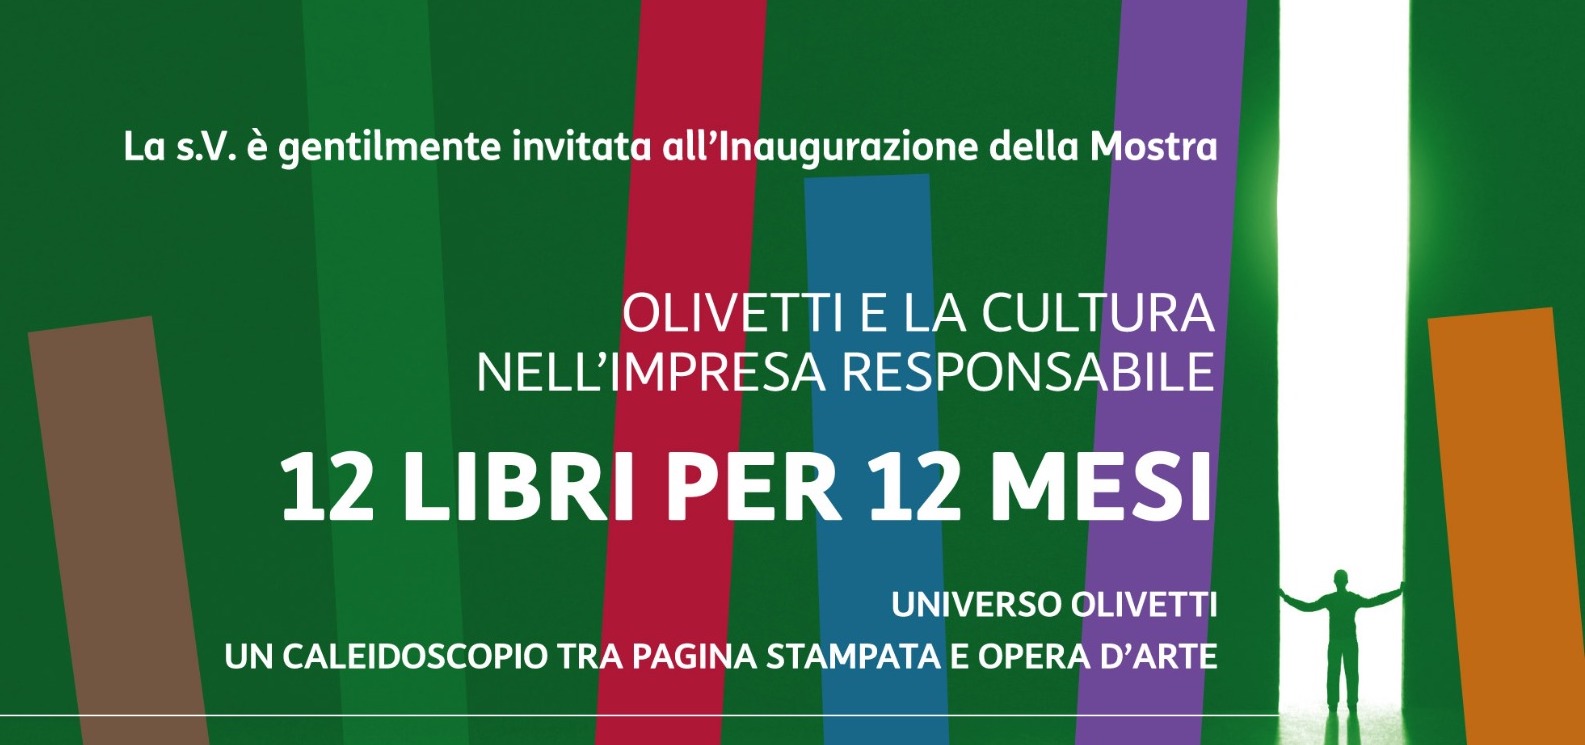 La s.V. è gentilmente invitata all’Inaugurazione della Mostra
OLIVETTI E LA CULTURA
NELL’IMPRESA RESPONSABILE
12 LIBRI PER 12 MESI
UNIVERSO OLIVETTI
UN CALEIDOSCOPIO TRA PAGINA STAMPATA E OPERA D’ARTE